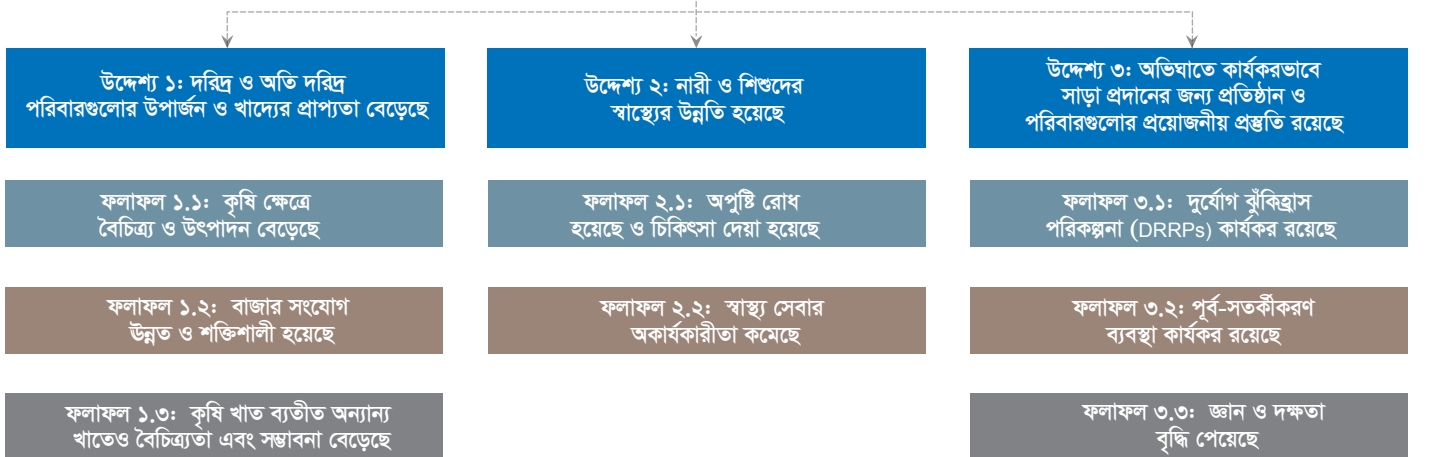 উদ্দেশ্য ১: দরিদ্র ও অতি দরিদ্র
পরিবারগুলোর উপার্জন ও খাদ্যের প্রাপ্যতা বেড়েছে
উদ্দেশ্য ২: নারী ও শিশুদের
স্বাস্থ্যের উন্নতি হয়েছে
উদ্দেশ্য ৩: অভিঘাতে কার্যকরভাবে
সাড়া প্রদানের জন্য প্রতিষ্ঠান ও
পরিবারগুলোর প্রয়োজনীয় প্রস্তুতি রয়েছে
ফলাফল ১.১: কৃষি ক্ষেত্রে
বৈচিত্র্য ও উৎপাদন বেড়েছে
ফলাফল ২.১: অপুষ্টি রোধ
হয়েছে ও চিকিৎসা দেয়া হয়েছে
ফলাফল ৩.১: দুর্যোগ ঝুঁকিহ্রাস
পরিকল্পনা (DRRPs) কার্যকর রয়েছে
ফলাফল ১.২: বাজার সংযোগ
উন্নত ও শক্তিশালী হয়েছে
ফলাফল ২.২: স্বাস্থ্য সেবার
অকার্যকারীতা কমেছে
ফলাফল ৩.২: পূর্ব-সতর্কীকরণ
ব্যবস্থা কার্যকর রয়েছে
ফলাফল ১.৩: কৃষি খাত ব্যতীত অন্যান্য
খাতেও বৈচিত্র্যতা এবং সম্ভাবনা বেড়েছে
ফলাফল ৩.৩: জ্ঞান ও দক্ষতা
বৃদ্ধি পেয়েছে